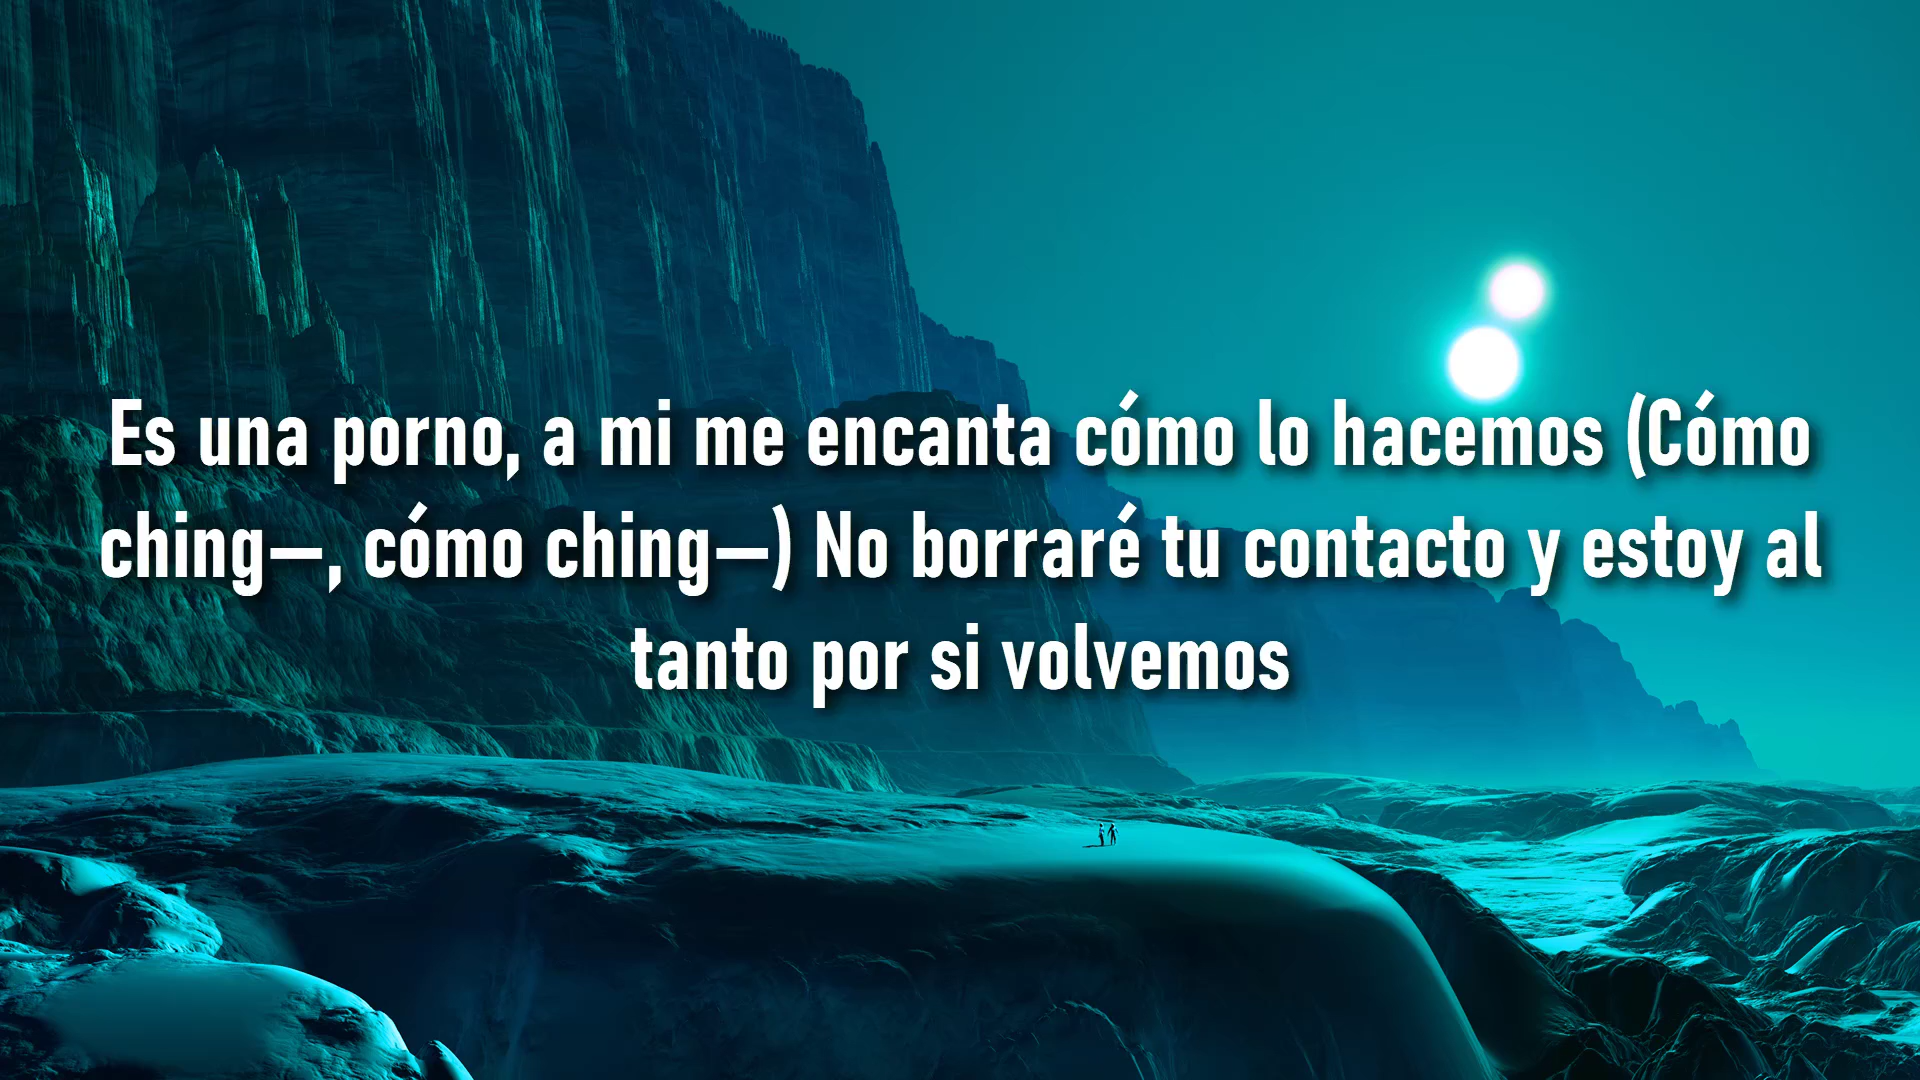 Es una porno, a mi me encanta cómo lo hacemos (Cómo
ching—, cómo ching—) No borraré tu contacto y estoy al
tanto por si volvemos